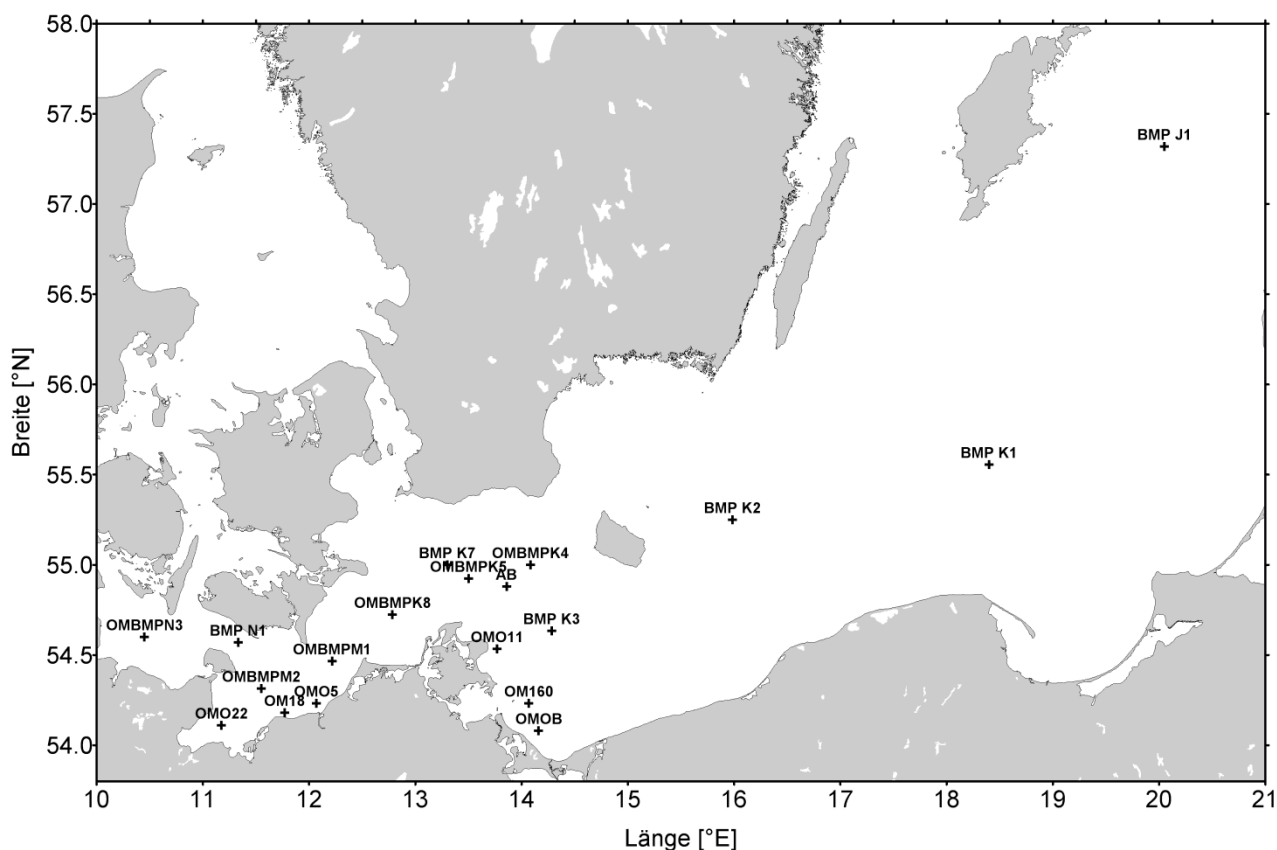 58.0
57.5
57.0
56.5
56.0
55.5
55.0
54.5
54.0
Breite [°N]
BMP J1
BMP K1
BMP K2
BMP K7
OMBMPK4
OMBMPK5
AB
OMBMPK8
BMP K3
OMBMPN3
BMP N1
OMO11
OMBMPM1
OMBMPM2
OM18
OMO5
OM160
OMO22
OMOB
10 11 12 13 14 15 16 17 18 19 20 21
Länge [°E]